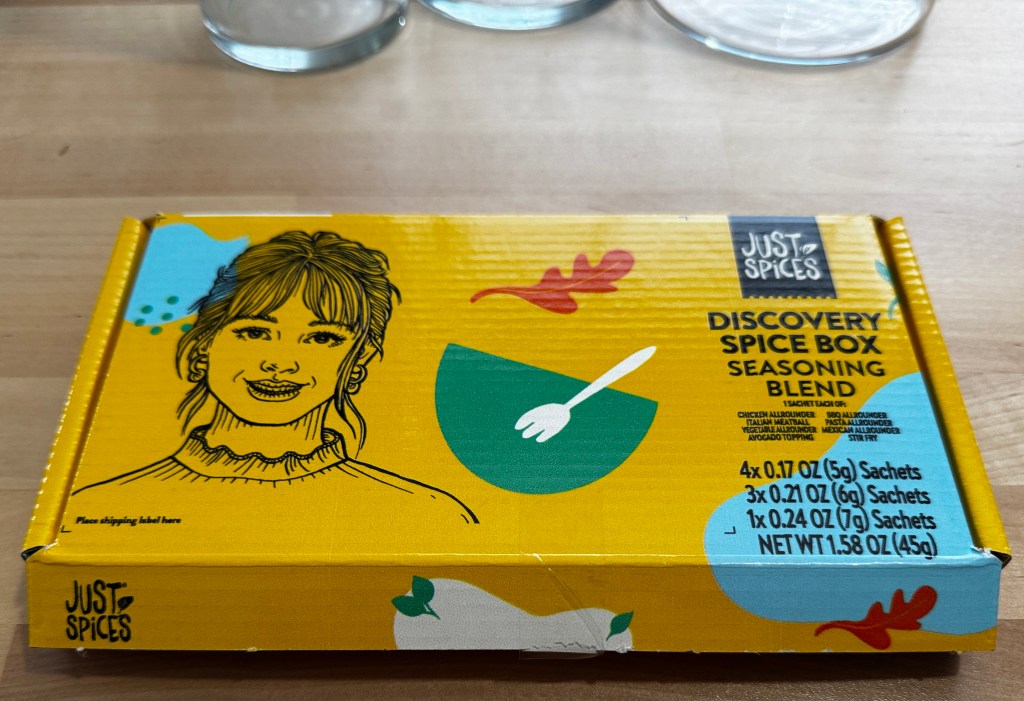 JUST
SPiCES
DISCOVERY
SPICE BOX
SEASONING
BLEND
1 SACHET EACH OF:
CHICKEN ALLROUNDER BBQ ALLROUNDER
ITALIAN MEATBALL PASTA ALLROUNDER
VEGETABLE ALLROUNDER MEXICAN ALLROUNDER
AVOCADO TOPPING STIR FRY
4x 0.17 OZ (5g) Sachets
3x 0.21 OZ (6g) Sachets
1x 0.24 OZ (7g) Sachets
NET WT 1.58 OZ (45g)
Place shipping label here
JUST
SPiCES